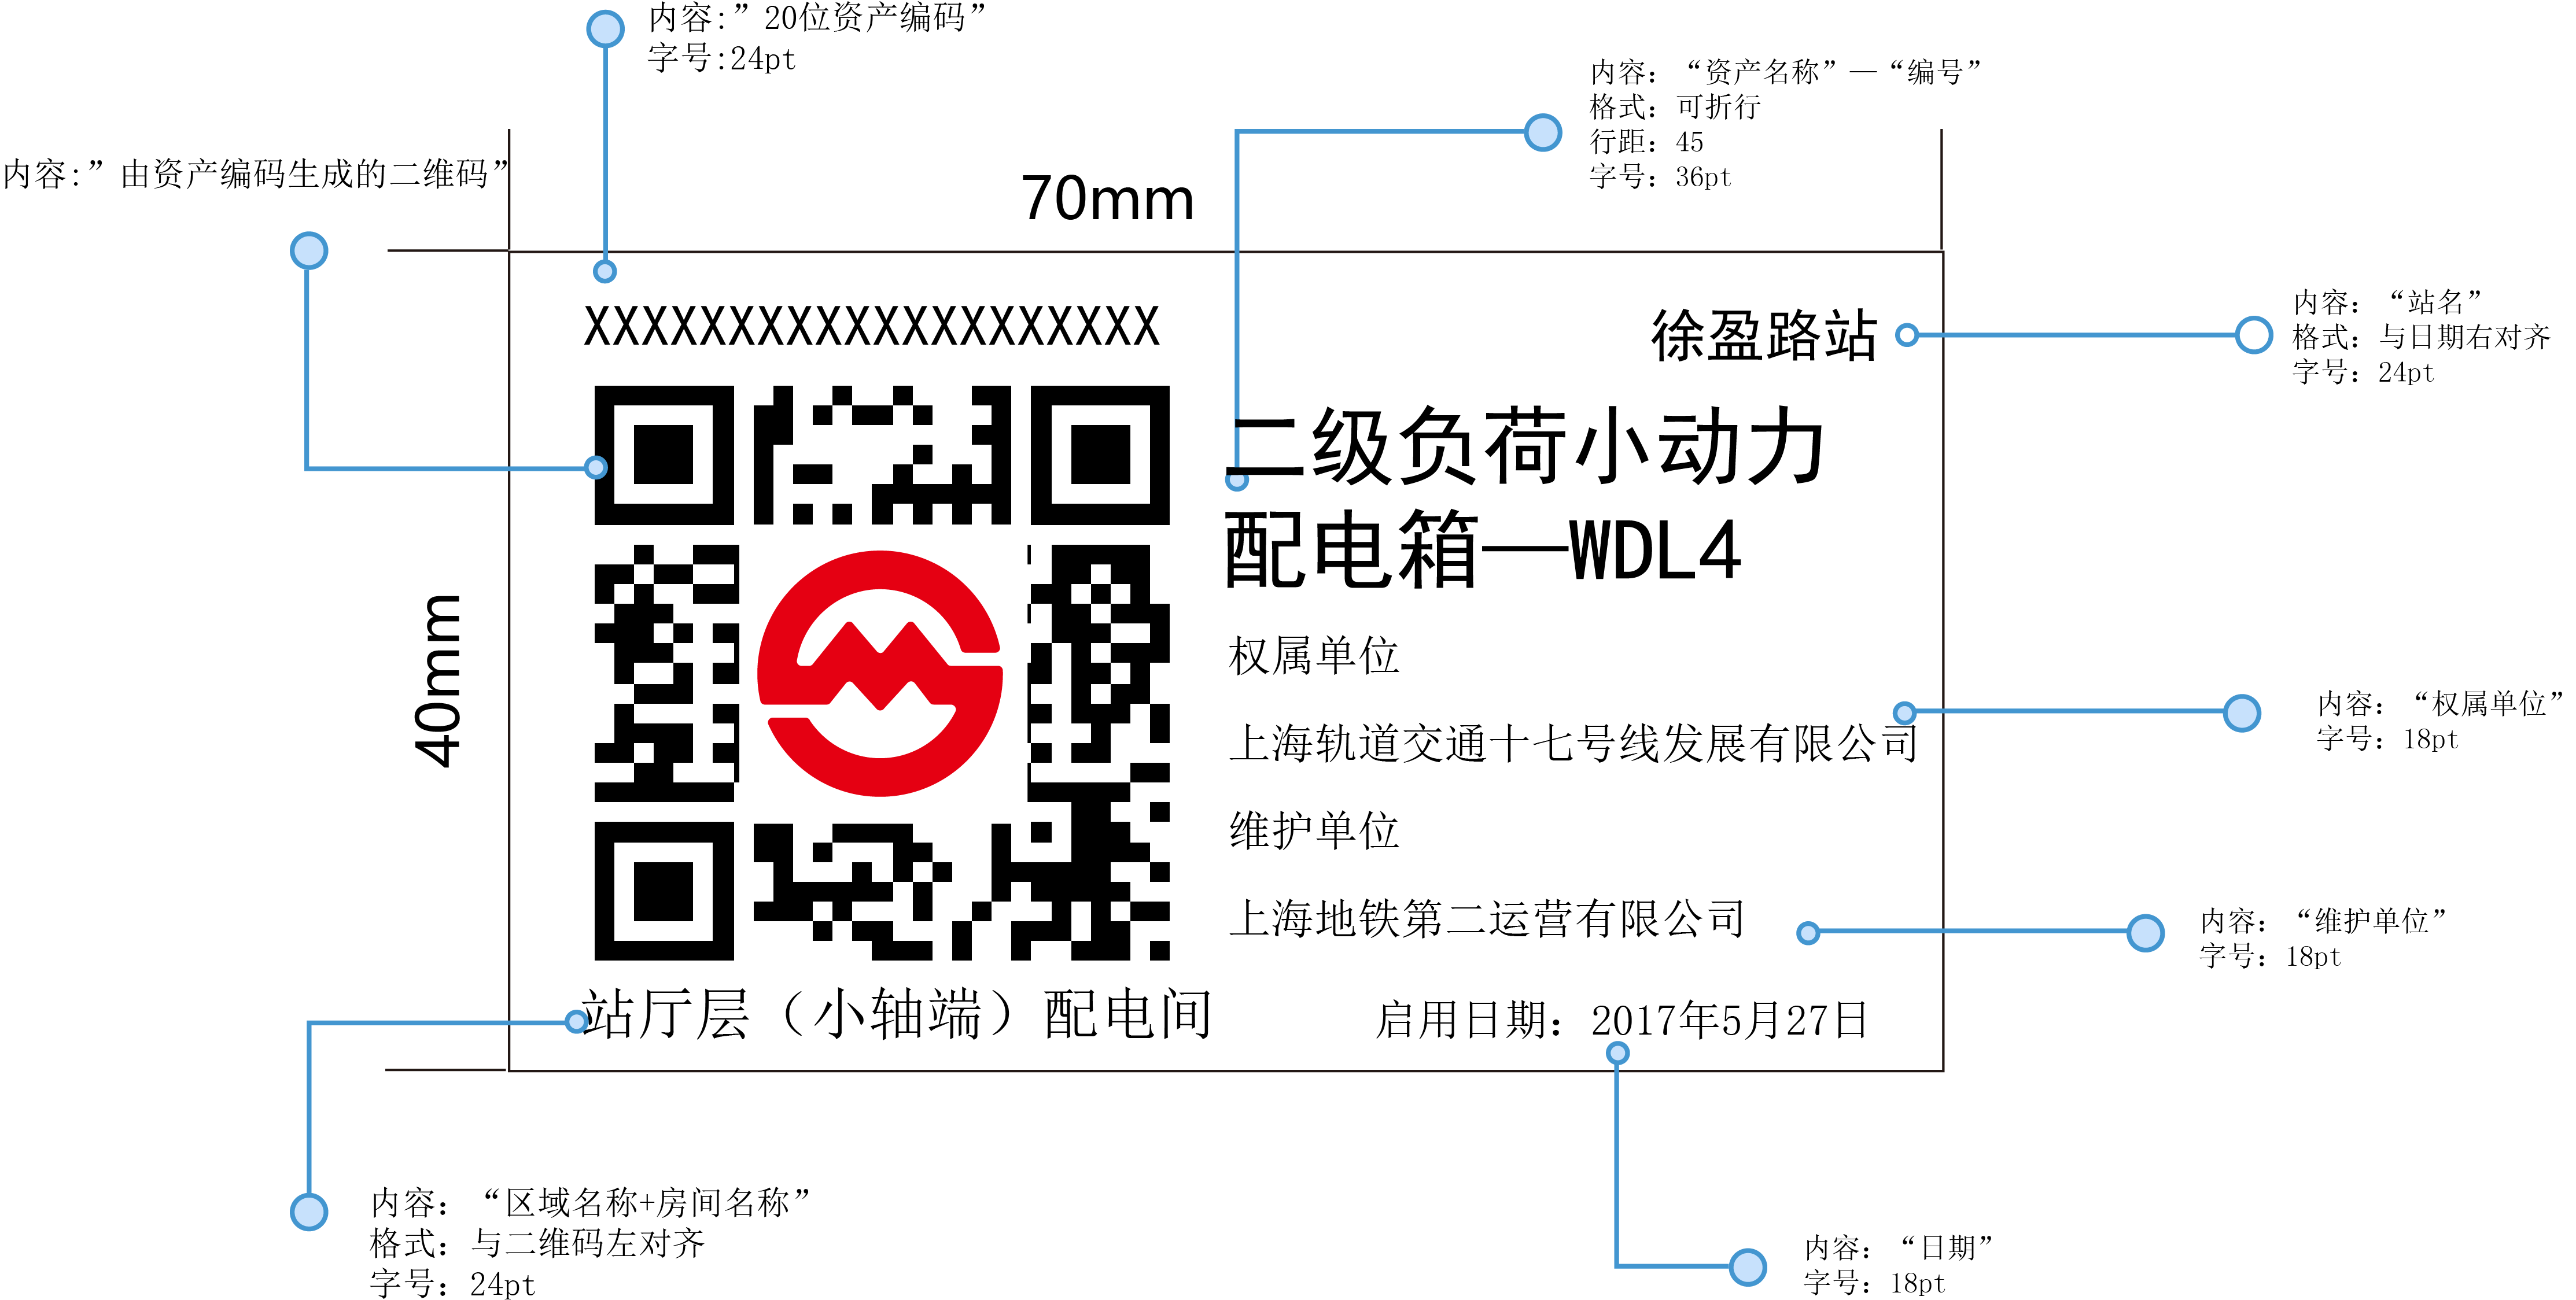 内容:”20位资产编码”
字号:24pt
内容：“资产名称”—“编号”
格式：可折行
行距：45
字号：36pt
内容:”由资产编码生成的二维码”
70mm
XXXXXXXXXXXXXXXXXXXX
徐盈路站
内容：“站名”
格式：与日期右对齐
字号：24pt
二级负荷小动力
配电箱——WDL4
40mm
权属单位
上海轨道交通十七号线发展有限公司
内容：“权属单位”
字号：18pt
维护单位
上海地铁第二运营有限公司
内容：“维护单位”
字号：18pt
站厅层（小轴端）配电间
启用日期：2017年5月27日
内容：“区域名称+房间名称”
格式：与二维码左对齐
字号：24pt
内容：“日期”
字号：18pt